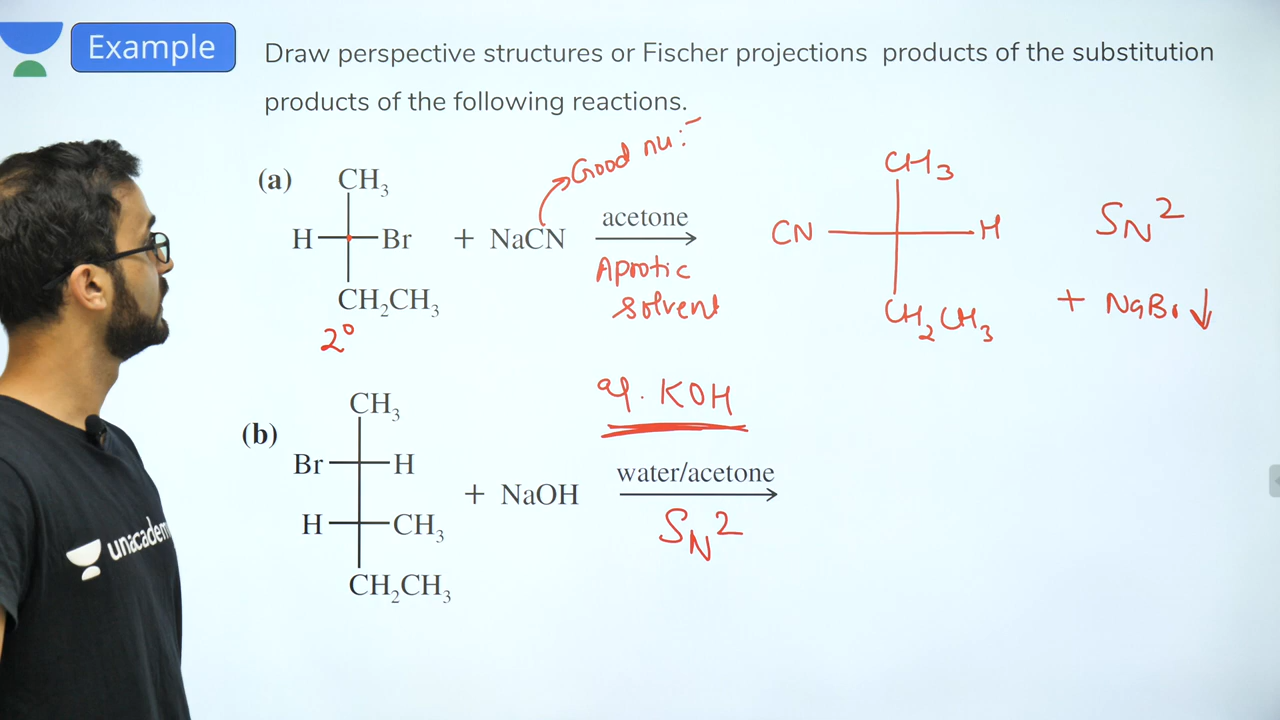 Example
Draw perspective structures or Fischer projections products of the substitution
products of the following reactions.
(a)
CH₃
H Br + NaCN
CH₂CH₃
2°
Good nu:⁻
acetone
Aprotic
solvent
CH₃
CN H
CH₂CH₃
SN²
+ NaBr↓
(b)
CH₃
Br H
H CH₃
CH₂CH₃
+ NaOH
aq. KOH
water/acetone
SN²
unacademy